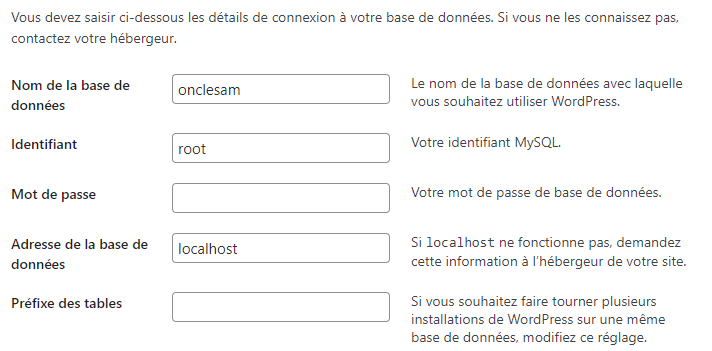 Vous devez saisir ci-dessous les détails de connexion à votre base de données. Si vous ne les connaissez pas,
contactez votre hébergeur.
Nom de la base de
données
onclesam
Le nom de la base de données avec laquelle
vous souhaitez utiliser WordPress.
Identifiant
root
Votre identifiant MySQL.
Mot de passe
Votre mot de passe de base de données.
Adresse de la base de
données
localhost
Si localhost ne fonctionne pas, demandez
cette information à l’hébergeur de votre site.
Préfixe des tables
Si vous souhaitez faire tourner plusieurs
installations de WordPress sur une même
base de données, modifiez ce réglage.